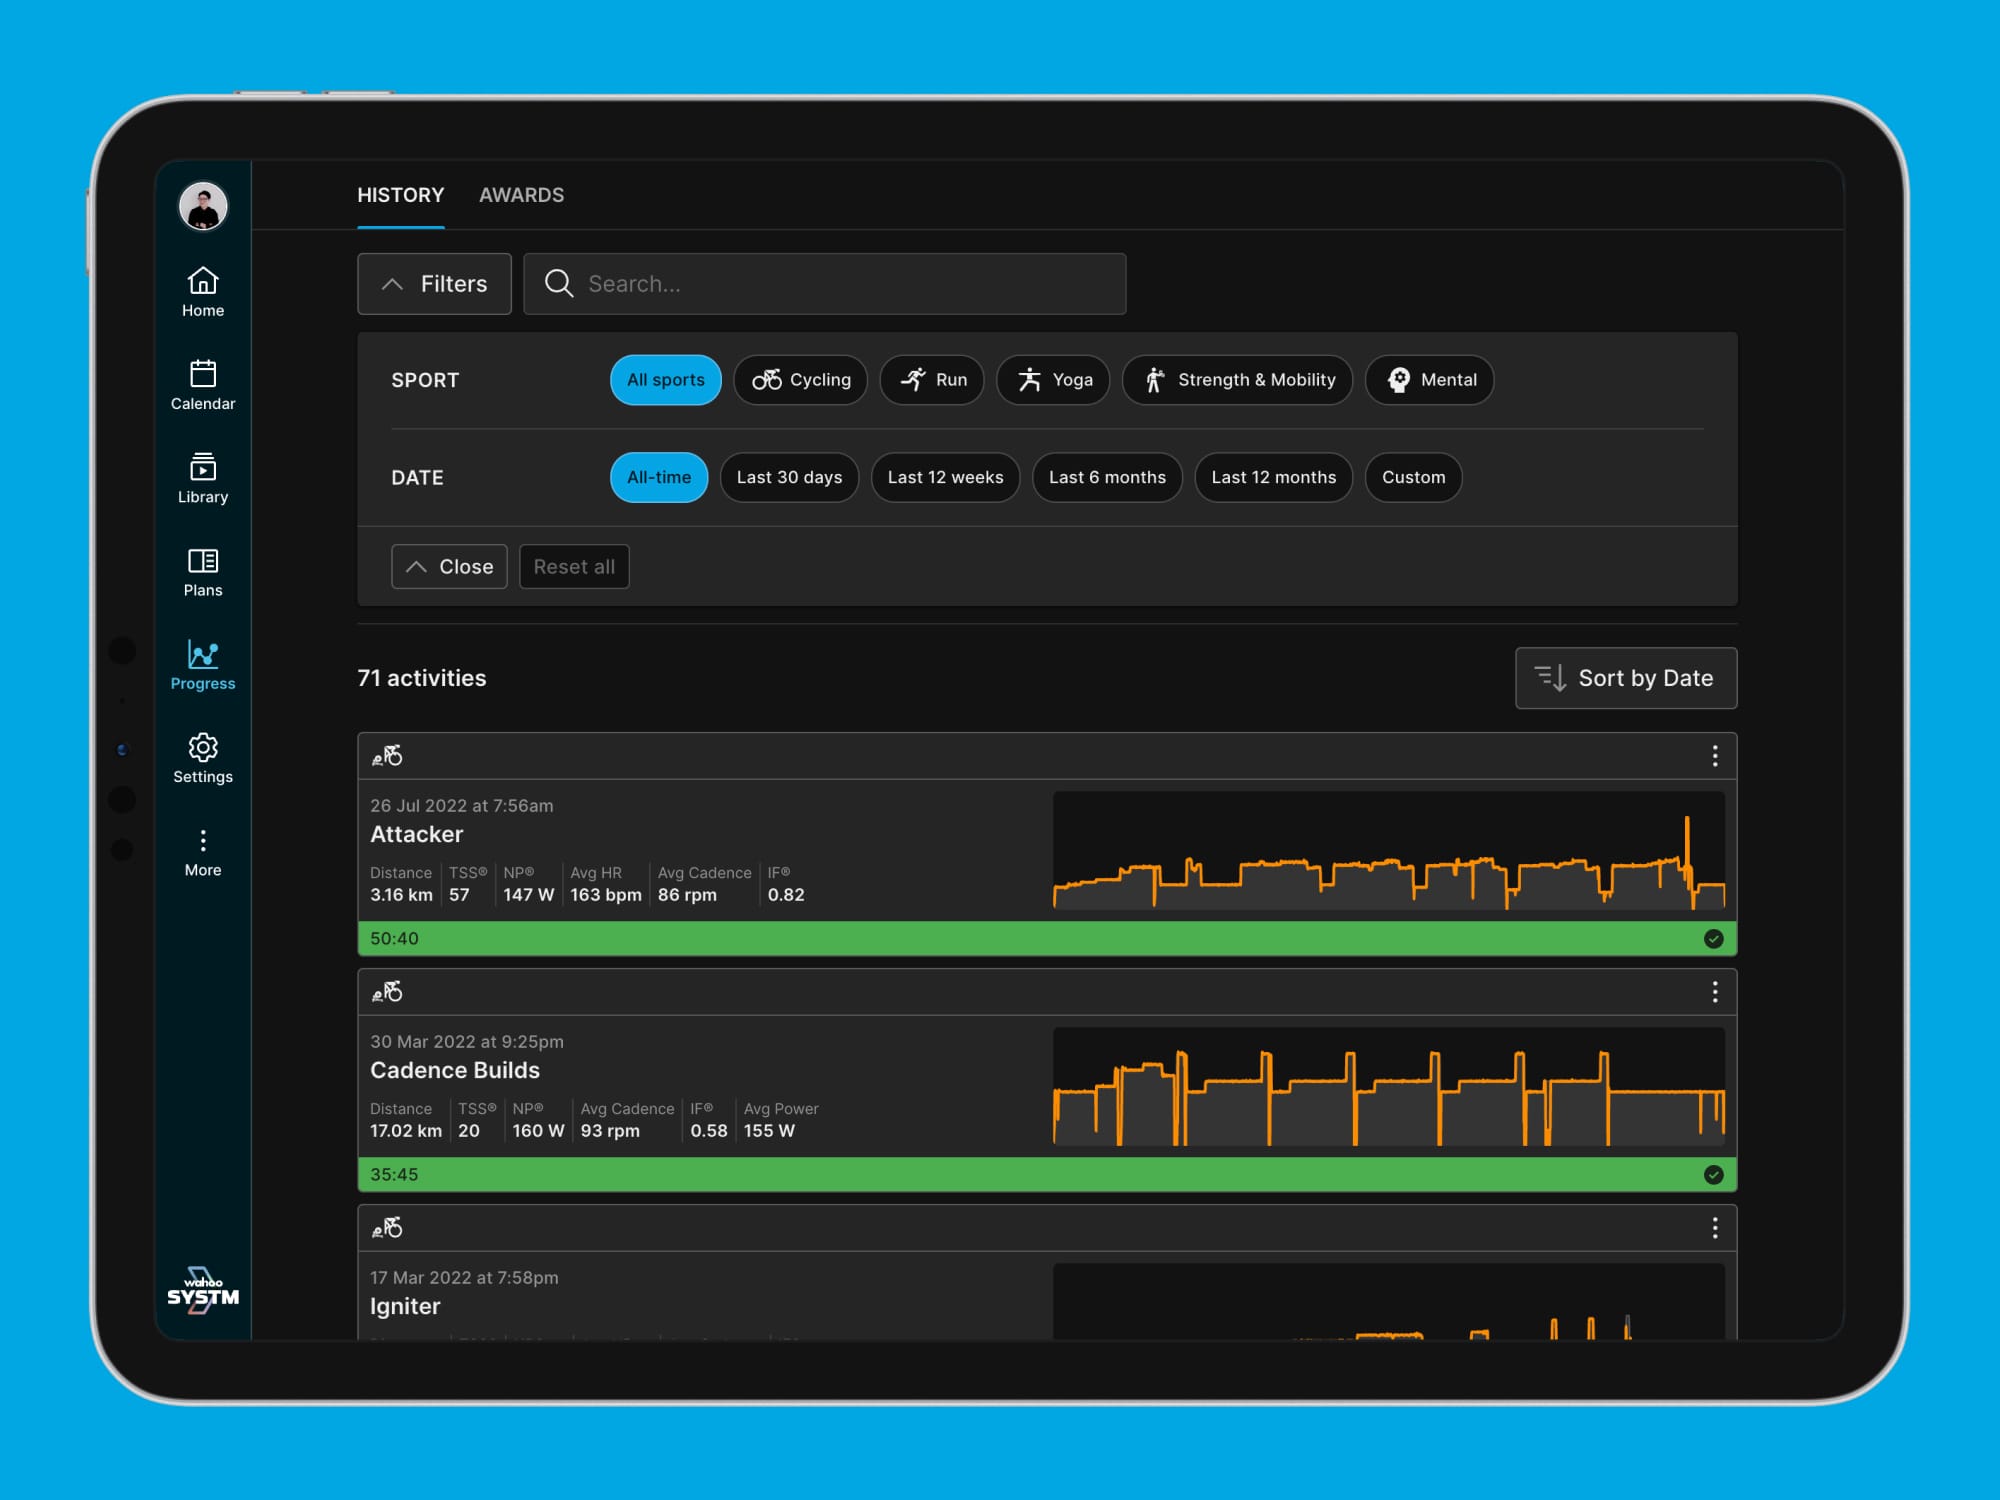 HISTORY AWARDS
Home
Calendar
Library
Plans
Progress
Settings
More
wahoo
SYSTM
Filters Search...
SPORT All sports Cycling Run Yoga Strength & Mobility Mental
DATE All-time Last 30 days Last 12 weeks Last 6 months Last 12 months Custom
Close Reset all
71 activities Sort by Date
26 Jul 2022 at 7:56am
Attacker
Distance TSS® NP® Avg HR Avg Cadence IF®
3.16 km 57 147 W 163 bpm 86 rpm 0.82
50:40
30 Mar 2022 at 9:25pm
Cadence Builds
Distance TSS® NP® Avg Cadence IF® Avg Power
17.02 km 20 160 W 93 rpm 0.58 155 W
35:45
17 Mar 2022 at 7:58pm
Igniter